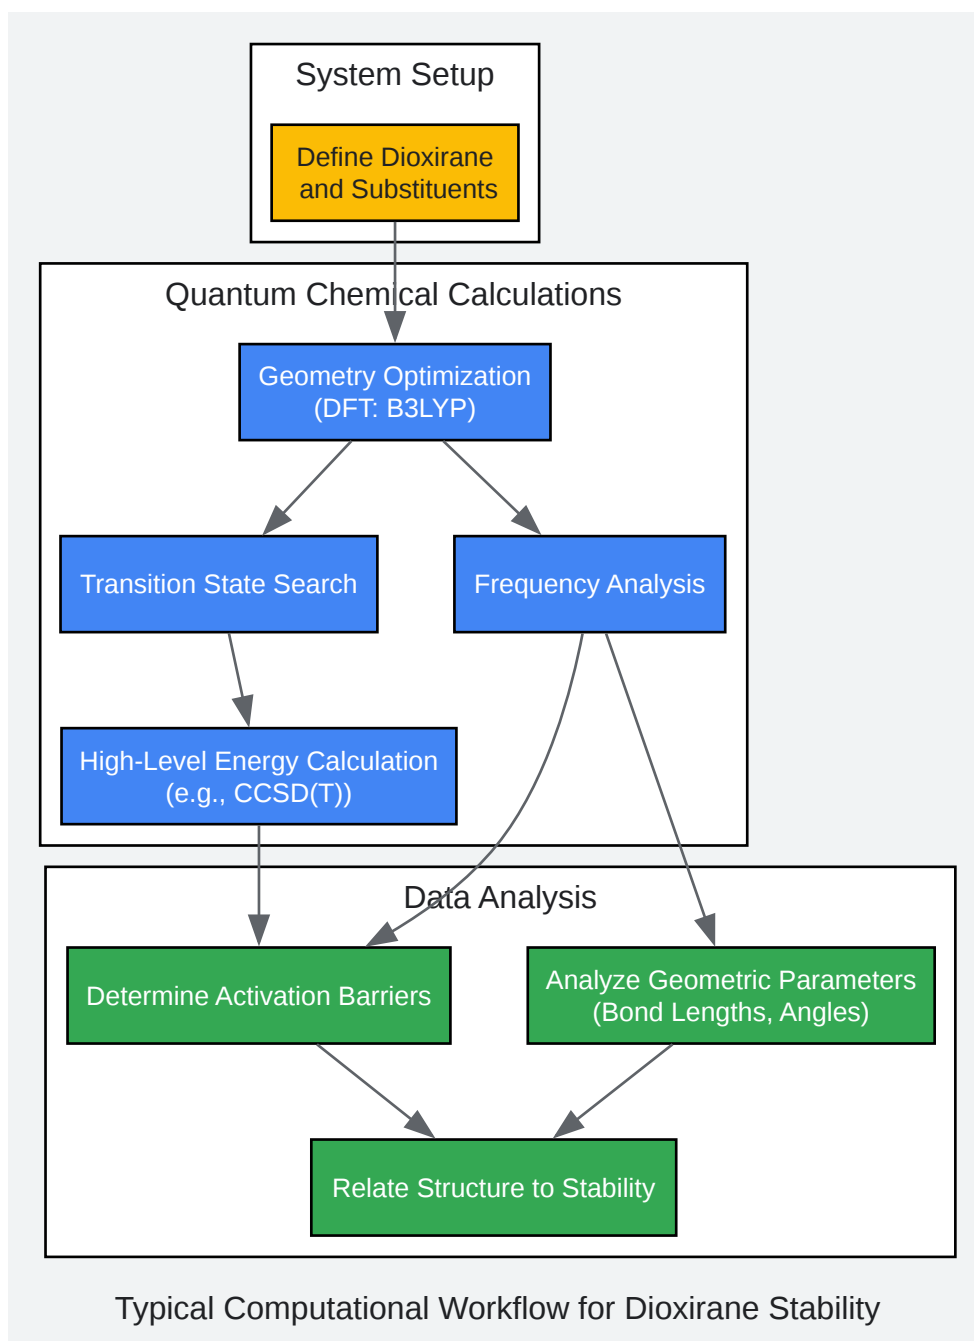 System Setup
Define Dioxirane
and Substituents
Quantum Chemical Calculations
Geometry Optimization
(DFT: B3LYP)
Transition State Search
Frequency Analysis
High-Level Energy Calculation
(e.g., CCSD(T))
Data Analysis
Determine Activation Barriers
Analyze Geometric Parameters
(Bond Lengths, Angles)
Relate Structure to Stability
Typical Computational Workflow for Dioxirane Stability